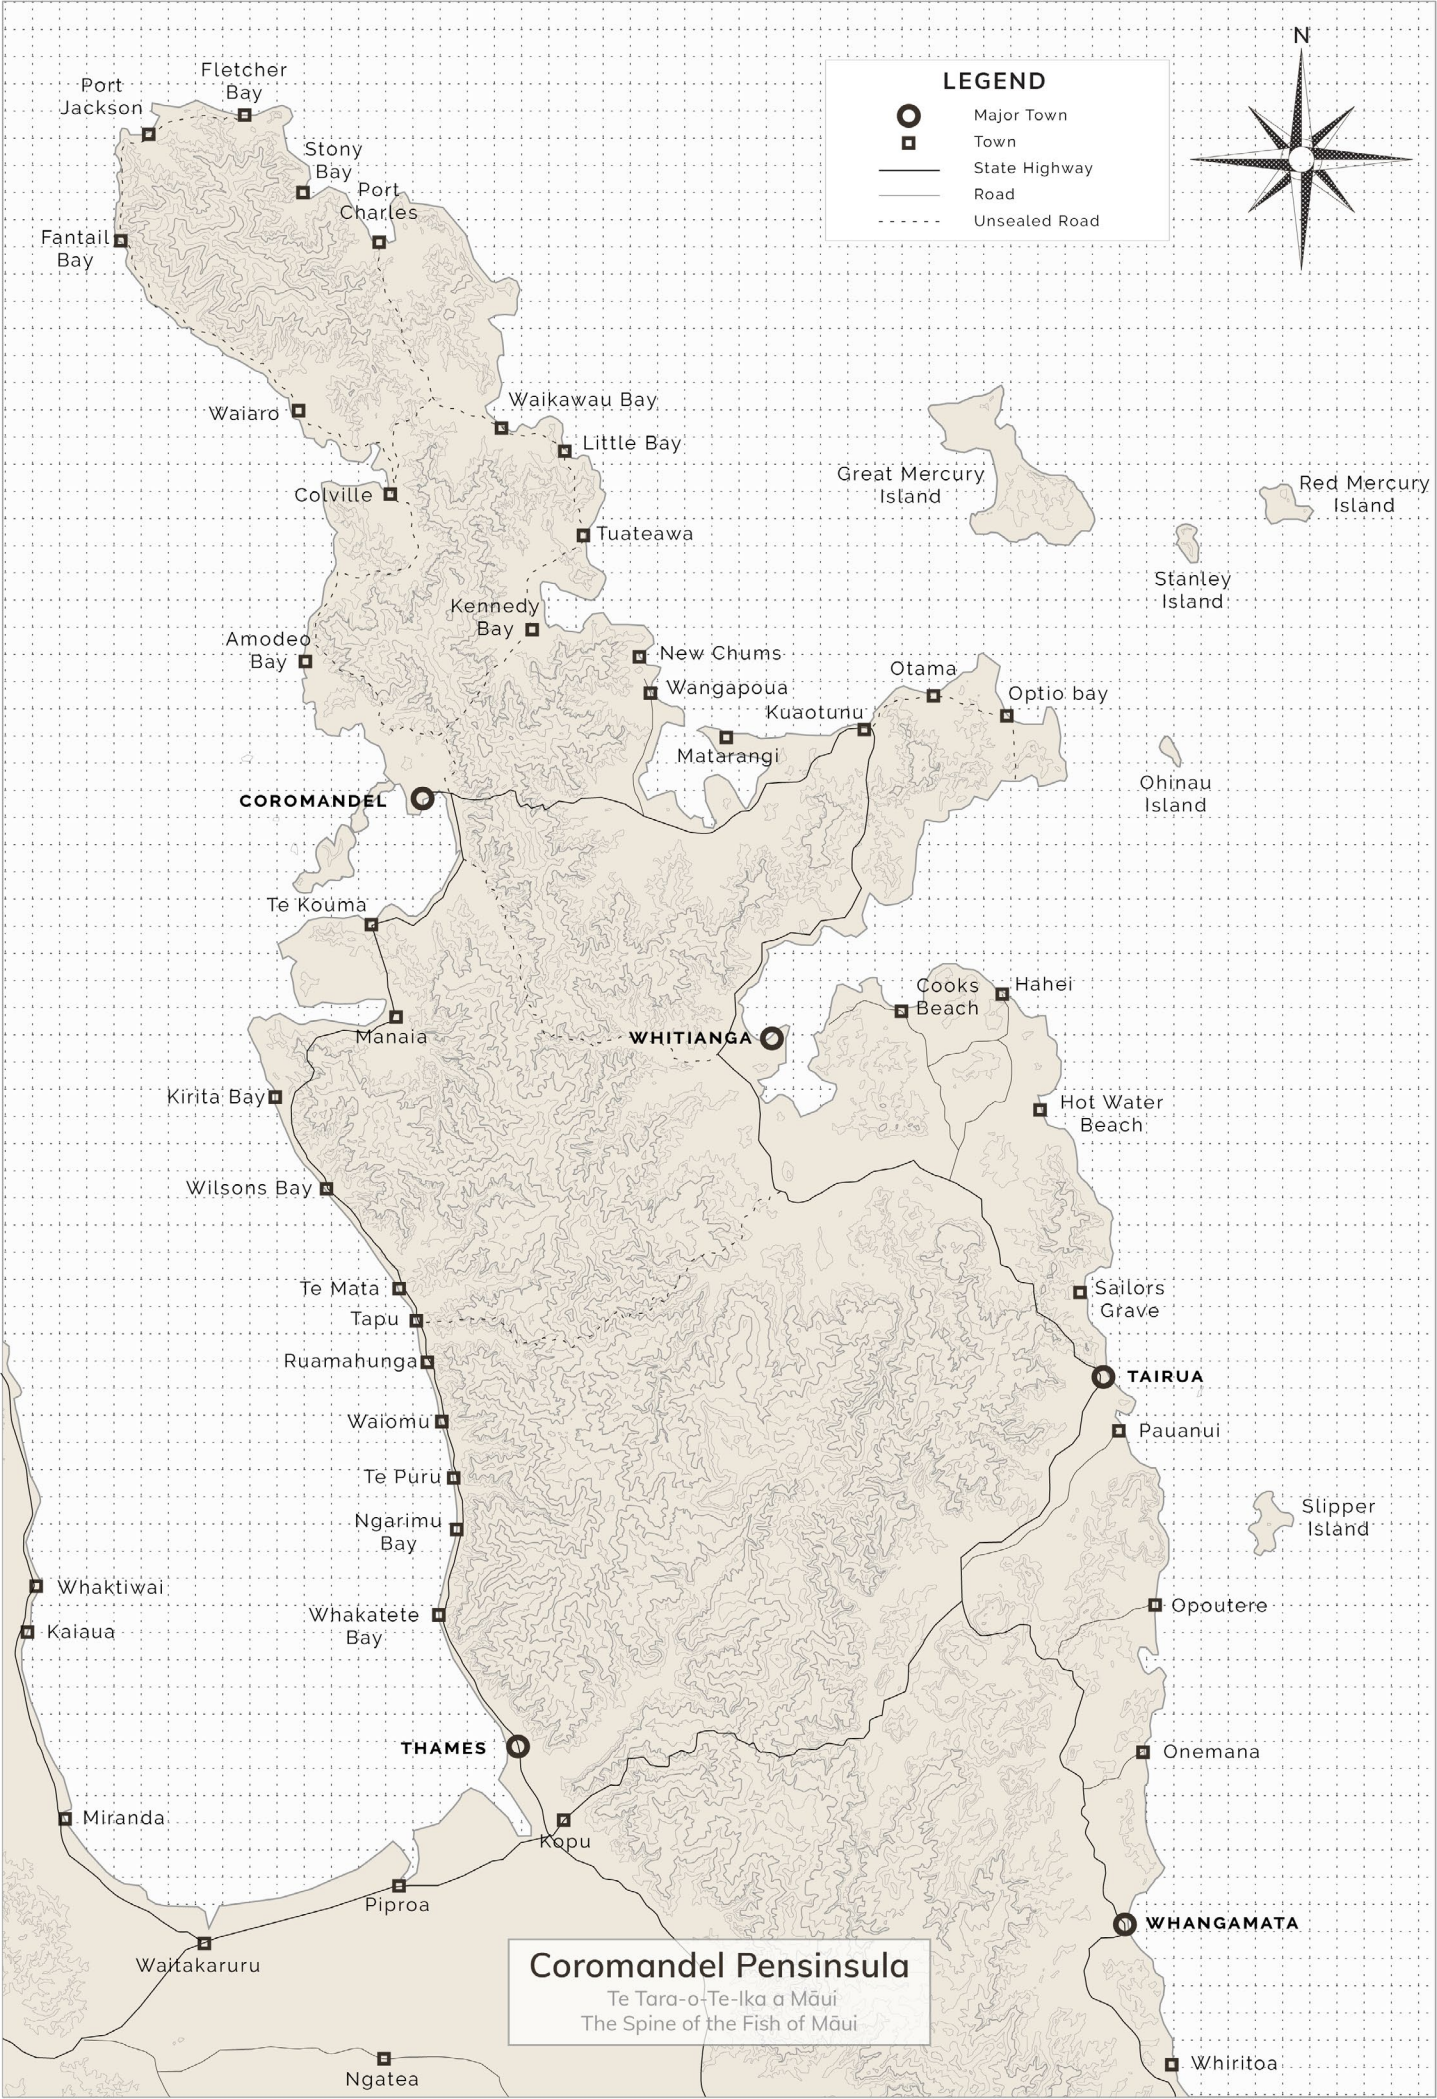 N
LEGEND
Major Town
Town
State Highway
Road
Unsealed Road
Fletcher
Bay
Port
Jackson
Stony
Bay
Port
Charles
Fantail
Bay
Waiaro
Waikawau Bay
Little Bay
Colville
Tuateawa
Great Mercury
Island
Red Mercury
Island
Stanley
Island
Kennedy
Bay
Amodeo
Bay
New Chums
Wangapoua
Otama
Optio bay
Kuaotunu
Matarangi
Ohinau
Island
COROMANDEL
Te Kouma
Manaia
WHITIANGA
Cooks
Beach
Hahei
Kirita Bay
Hot Water
Beach
Wilsons Bay
Te Mata
Tapu
Sailors
Grave
Ruamahunga
TAIRUA
Waiomu
Pauanui
Te Puru
Ngarimu
Bay
Slipper
Island
Whaktiwai
Kaiaua
Whakatete
Bay
Opoutere
THAMES
Onemana
Miranda
Kopu
Piproa
WHANGAMATA
Waitakaruru
Coromandel Pensinsula
Te Tara-o-Te-Ika a Māui
The Spine of the Fish of Māui
Ngatea
Whiritoa